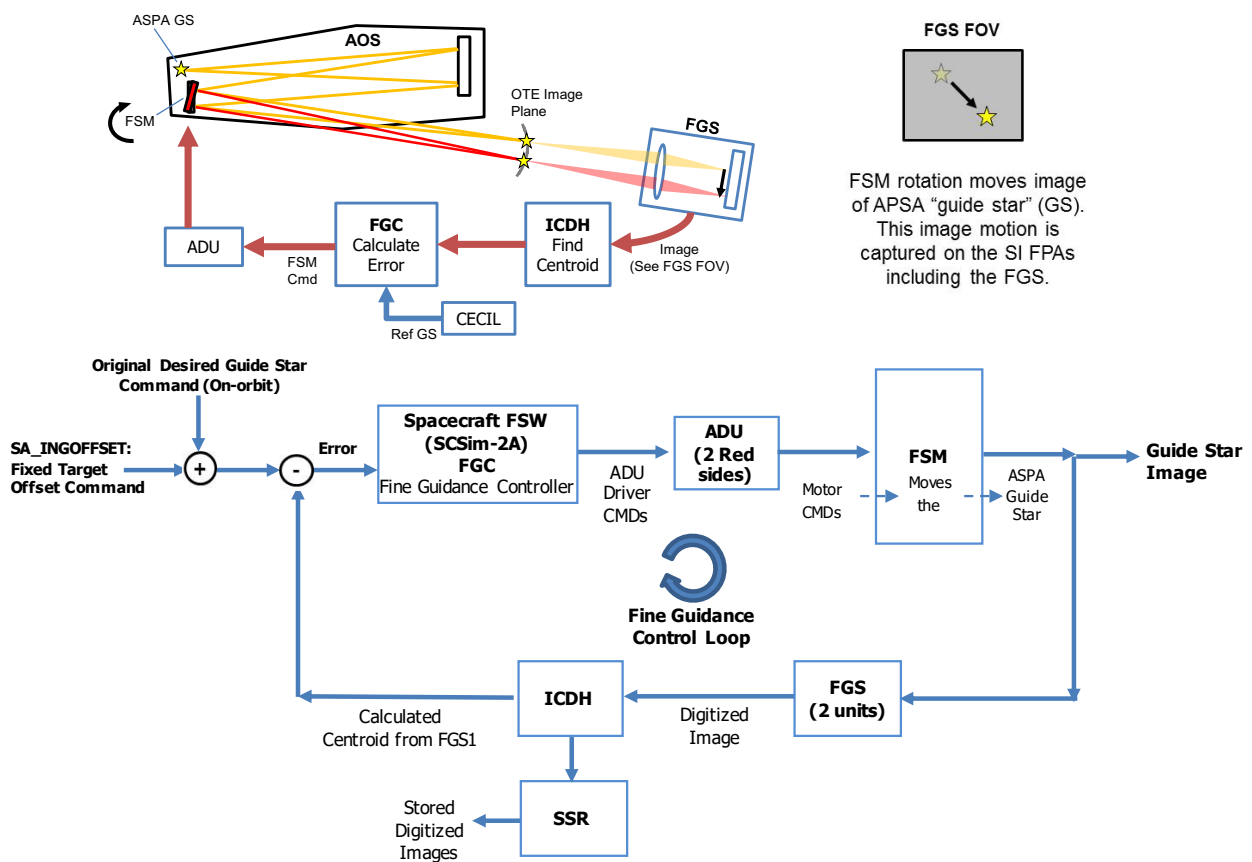 ASPA GS
AOS
FSM
OTE Image
Plane
FGS
FGS FOV
FSM rotation moves image
of APSA “guide star” (GS).
This image motion is
captured on the SI FPAs
including the FGS.
ADU
FSM
Cmd
FGC
Calculate
Error
ICDH
Find
Centroid
Image
(See FGS FOV)
Ref GS
CECIL
Original Desired Guide Star
Command (On-orbit)
SA_INGOFFSET:
Fixed Target
Offset Command
+
-
Error
Spacecraft FSW
(SCSim-2A)
FGC
Fine Guidance Controller
ADU
Driver
CMDs
ADU
(2 Red
sides)
Motor
CMDs
FSM
Moves
the
ASPA
Guide
Star
Guide Star
Image
Fine Guidance
Control Loop
Calculated
Centroid from FGS1
ICDH
Digitized
Image
FGS
(2 units)
SSR
Stored
Digitized
Images